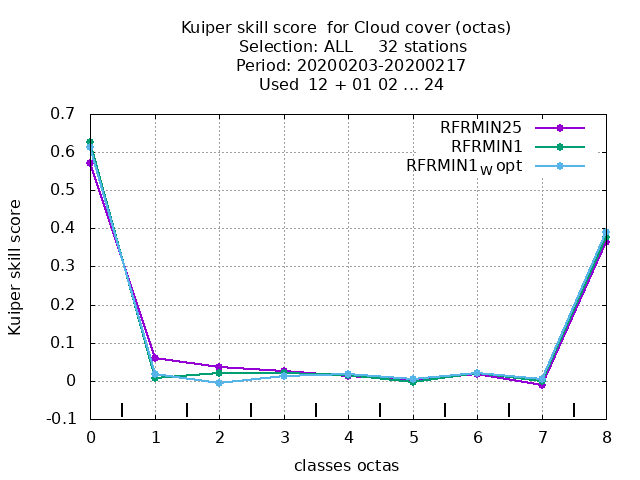 Kuiper skill score  for Cloud cover (octas)
Selection: ALL     32 stations
Period: 20200203-20200217
Used  12 + 01 02 ... 24
RFRMIN25
RFRMIN1
RFRMIN1W opt
0.7
0.6
0.5
0.4
0.3
0.2
0.1
0
-0.1
Kuiper skill score
0 1 2 3 4 5 6 7 8
classes octas